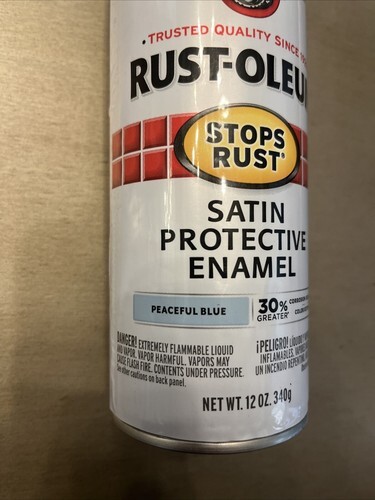 TRUSTED QUALITY SINCE
RUST-OLEU
STOPS
RUST®
SATIN
PROTECTIVE
ENAMEL
PEACEFUL BLUE
30%
GREATER
DANGER! EXTREMELY FLAMMABLE LIQUID
AND VAPOR. VAPOR HARMFUL. VAPORS MAY
CAUSE FLASH FIRE. CONTENTS UNDER PRESSURE.
See other cautions on back panel.
¡PELIGRO!
INFLAMABLES.
UN INCENDIO
NET WT. 12 OZ. 340g